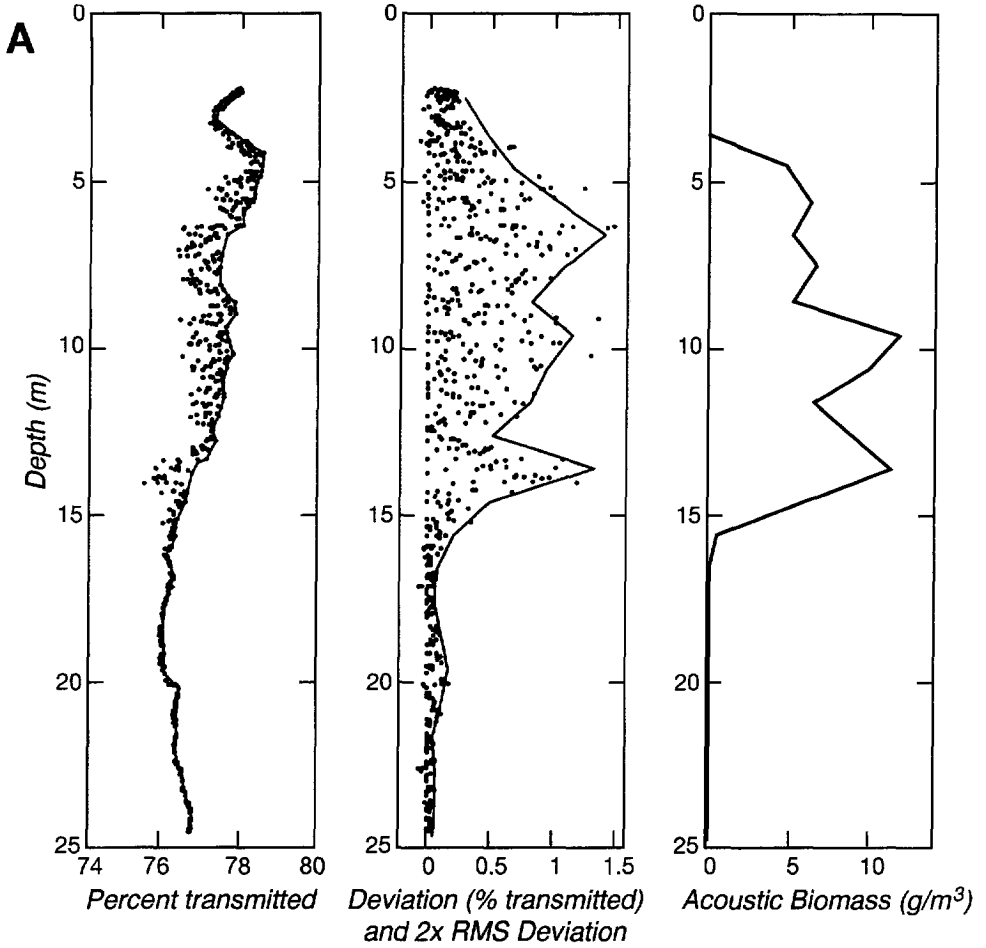 A
0
0
0
5
5
5
10
10
10
15
15
15
20
20
20
25
25
25
Depth (m)
74 76 78 80
0 0.5 1 1.5
0 5 10
Percent transmitted
Deviation (% transmitted)
and 2x RMS Deviation
Acoustic Biomass (g/m³)